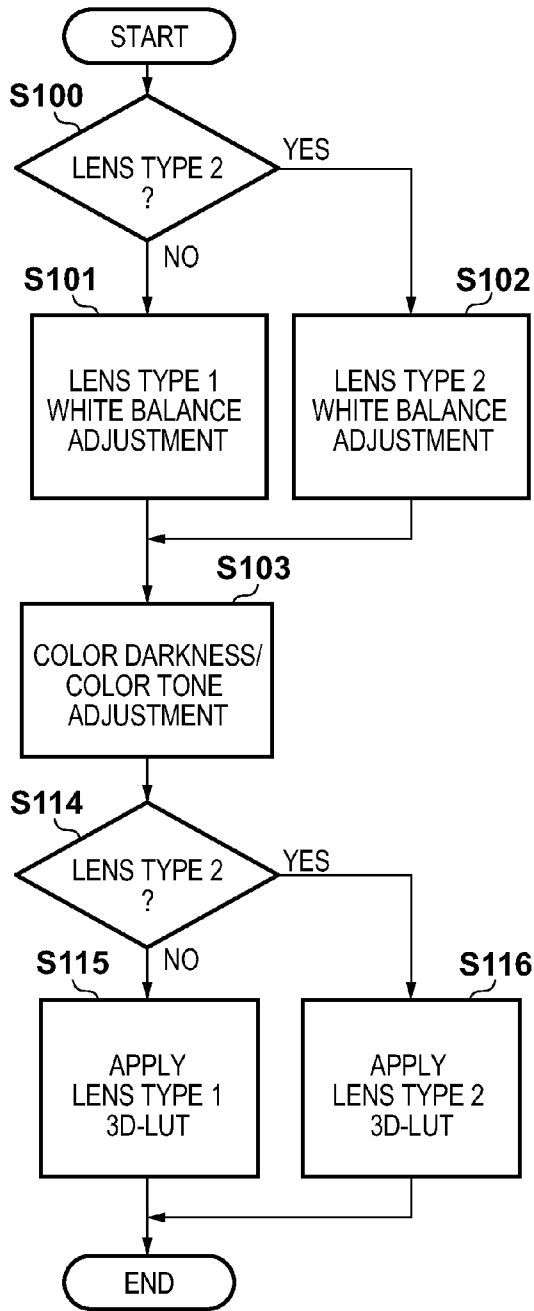 START
S100
LENS TYPE 2
?
YES
NO
S101
S102
LENS TYPE 1
WHITE BALANCE
ADJUSTMENT
LENS TYPE 2
WHITE BALANCE
ADJUSTMENT
S103
COLOR DARKNESS/
COLOR TONE
ADJUSTMENT
S114
LENS TYPE 2
?
YES
NO
S115
S116
APPLY
LENS TYPE 1
3D-LUT
APPLY
LENS TYPE 2
3D-LUT
END